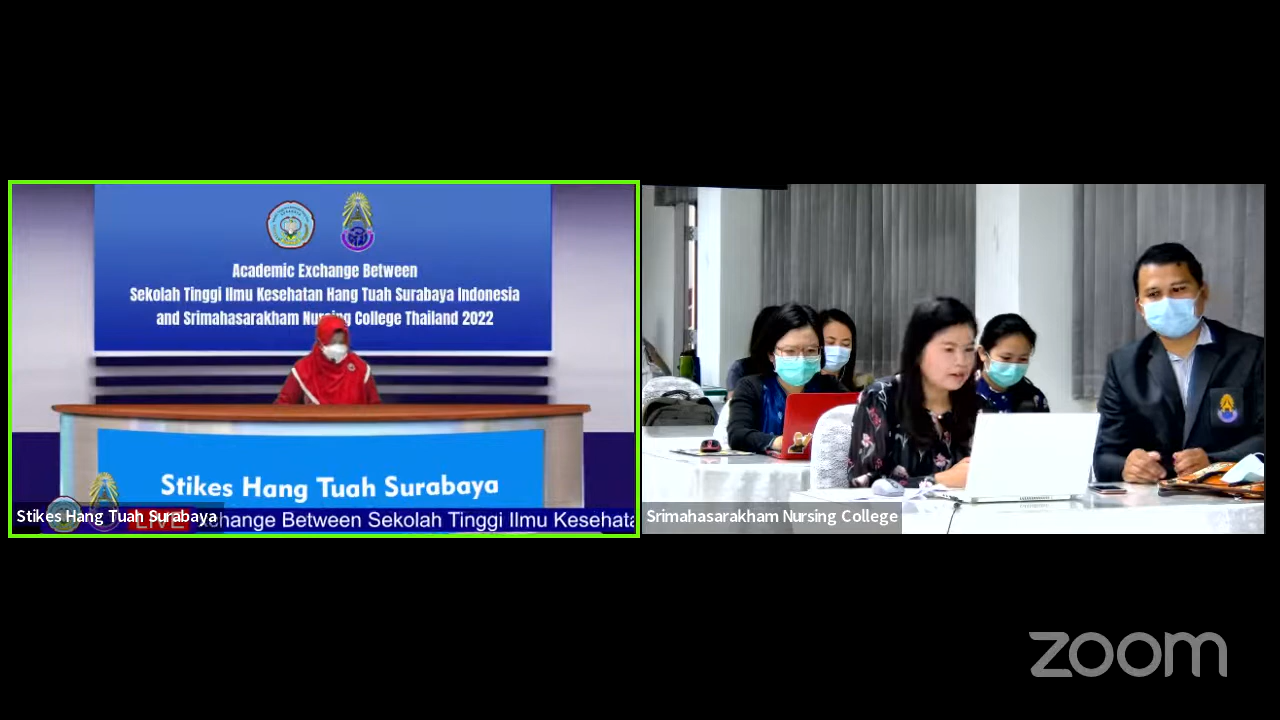 Academic Exchange Between
Sekolah Tinggi Ilmu Kesehatan Hang Tuah Surabaya Indonesia
and Srimahasarakham Nursing College Thailand 2022
Stikes Hang Tuah Surabaya
Stikes Hang Tuah Surabaya
LIVE
xchange Between Sekolah Tinggi Ilmu Kesehata
Srimahasarakham Nursing College
zoom